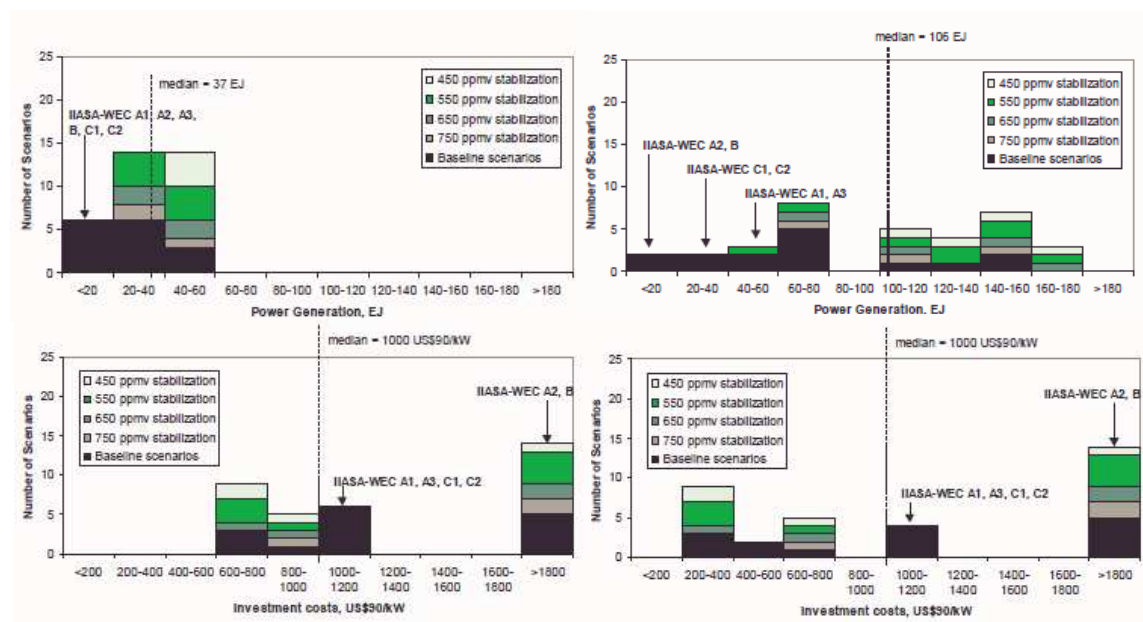 median = 37 EJ
25
20
15
10
5
0
Number of Scenarios
IIASA-WEC A1, A2, A3,
B, C1, C2
450 ppmv stabilization
550 ppmv stabilization
650 ppmv stabilization
750 ppmv stabilization
Baseline scenarios
<20 20-40 40-60 60-80 80-100 100-120 120-140 140-160 160-180 >180
Power Generation, EJ
median = 106 EJ
25
20
15
10
5
0
Number of Scenarios
IIASA-WEC A2, B
IIASA-WEC C1, C2
IIASA-WEC A1, A3
450 ppmv stabilization
550 ppmv stabilization
650 ppmv stabilization
750 ppmv stabilization
Baseline scenarios
<20 20-40 40-60 60-80 80-100 100-120 120-140 140-160 160-180 >180
Power Generation. EJ
median = 1000 US$90/kW
25
20
15
10
5
0
Number of Scenarios
450 ppmv stabilization
550 ppmv stabilization
650 ppmv stabilization
750 ppmv stabilization
Baseline scenarios
IIASA-WEC A2, B
IIASA-WEC A1, A3, C1, C2
<200 200-400 400-600 600-800 800- 1000- 1200- 1400- 1600- >1800
1000 1200 1400 1600 1800
Investment costs, US$90/kW
median = 1000 US$90/kW
25
20
15
10
5
0
Number of Scenarios
450 ppmv stabilization
550 ppmv stabilization
650 ppmv stabilization
750 ppmv stabilization
Baseline scenarios
IIASA-WEC A2, B
IIASA-WEC A1, A3, C1, C2
<200 200-400 400-600 600-800 800- 1000- 1200- 1400- 1600- >1800
1000 1200 1400 1600 1800
Investment costs, US$90/kW